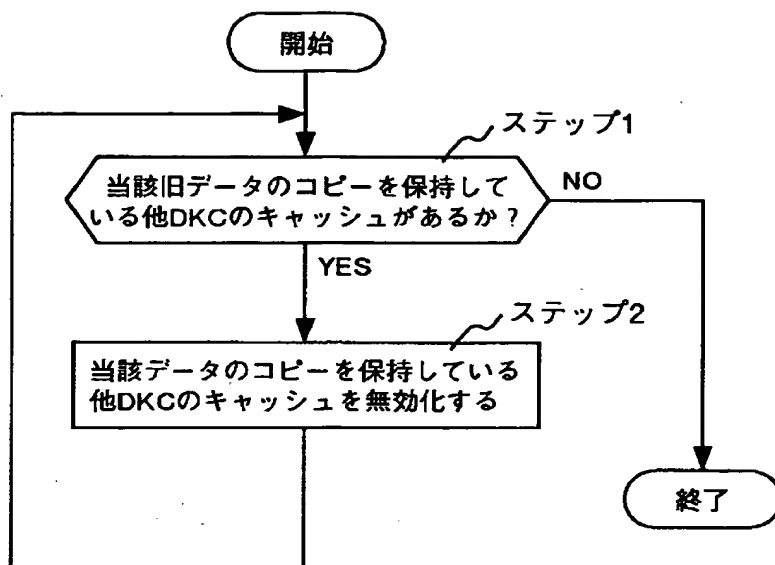 開始
ステップ1
当該旧データのコピーを保持して
いる他DKCのキャッシュがあるか?
NO
YES
ステップ2
当該データのコピーを保持している
他DKCのキャッシュを無効化する
終了